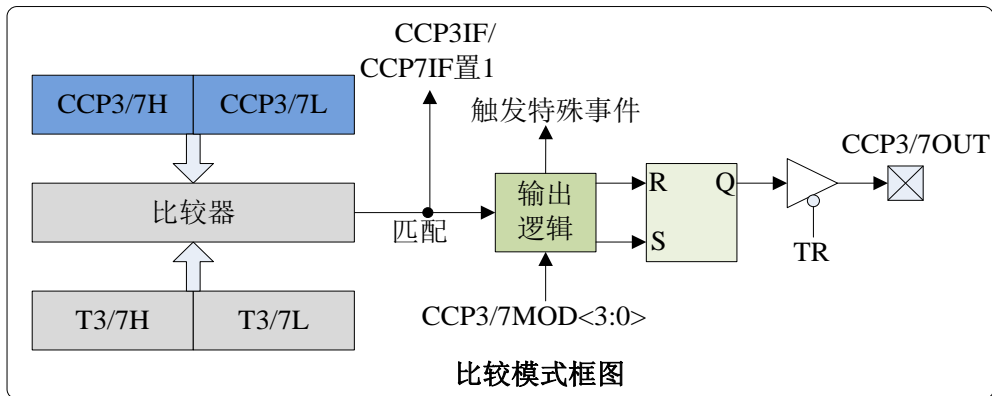 CCP3IF/
CCP7IF置1
CCP3/7H
CCP3/7L
触发特殊事件
CCP3/7OUT
比较器
匹配
输出
逻辑
R
Q
S
TR
T3/7H
T3/7L
CCP3/7MOD<3:0>
比较模式框图